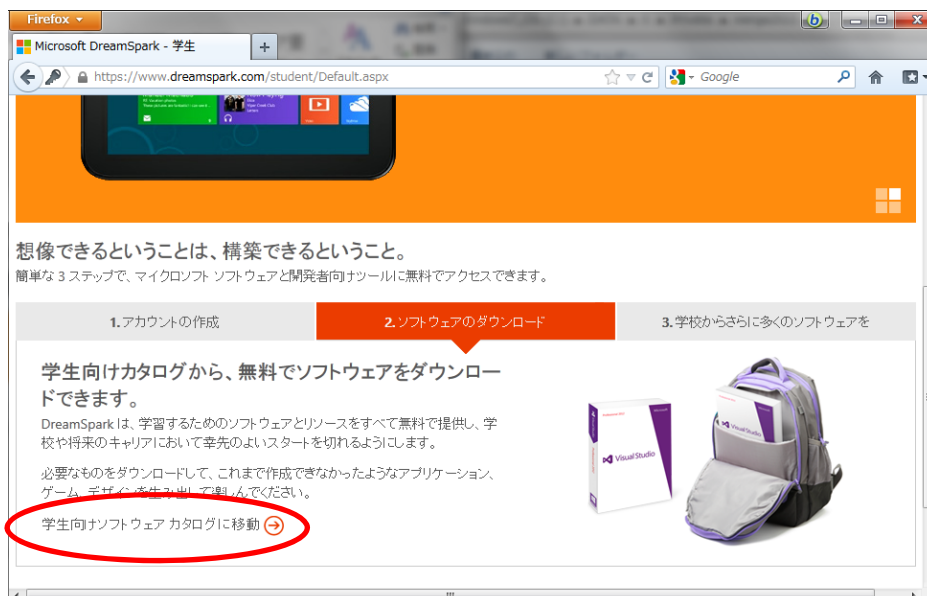 Firefox
Microsoft DreamSpark - 学生
https://www.dreamspark.com/student/Default.aspx
Google
想像できるということは、構築できるということ。
簡単な 3 ステップで、マイクロソフト ソフトウェアと開発者向けツールに無料でアクセスできます。
1.アカウントの作成
2.ソフトウェアのダウンロード
3.学校からさらに多くのソフトウェアを
学生向けカタログから、無料でソフトウェアをダウンロー
ドできます。
DreamSpark は、学習するためのソフトウェアとリソースをすべて無料で提供し、学
校や将来のキャリアにおいて幸先のよいスタートを切れるようにします。
必要なものをダウンロードして、これまで作成できなかったようなアプリケーション、
ゲーム、デザインを生み出して楽しんでください。
学生向けソフトウェア カタログに移動
Visual Studio
Visual Studio